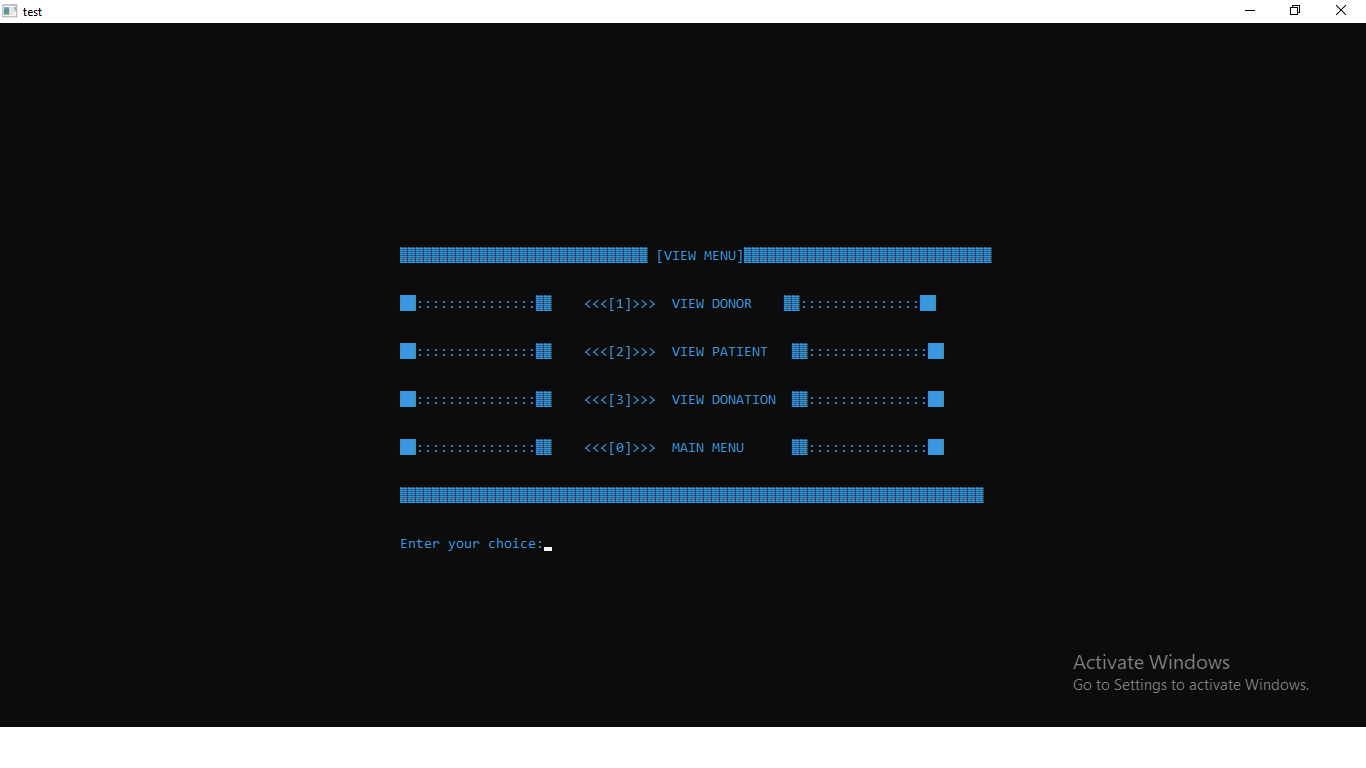 test
[VIEW MENU]
:::::::::::::::    <<<[1]>>>  VIEW DONOR    :::::::::::::::
:::::::::::::::    <<<[2]>>>  VIEW PATIENT   :::::::::::::::
:::::::::::::::    <<<[3]>>>  VIEW DONATION  :::::::::::::::
:::::::::::::::    <<<[0]>>>  MAIN MENU      :::::::::::::::
Enter your choice:
Activate Windows
Go to Settings to activate Windows.